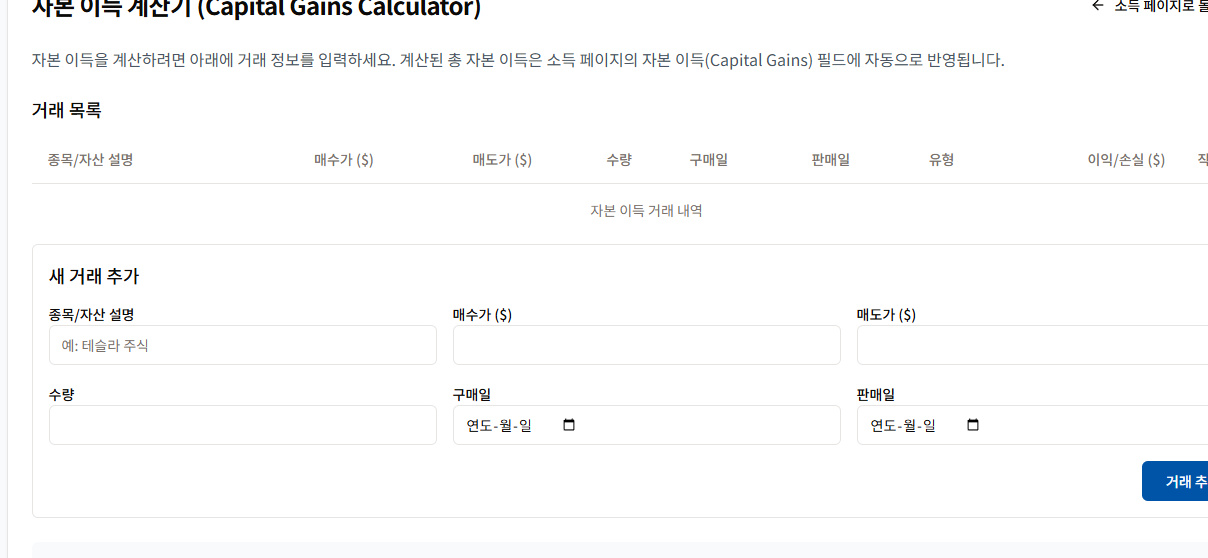 자본 이득 계산기 (Capital Gains Calculator)
← 소득 페이지로
자본 이득을 계산하려면 아래에 거래 정보를 입력하세요. 계산된 총 자본 이득은 소득 페이지의 자본 이득(Capital Gains) 필드에 자동으로 반영됩니다.
거래 목록
종목/자산 설명 매수가 ($) 매도가 ($) 수량 구매일 판매일 유형 이익/손실 ($)
자본 이득 거래 내역
새 거래 추가
종목/자산 설명 매수가 ($) 매도가 ($)
예: 테슬라 주식
수량 구매일 판매일
연도-월-일 연도-월-일
거래 추